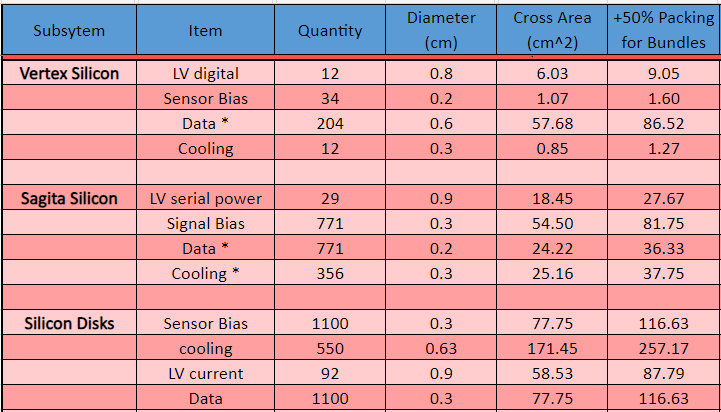 Subsytem Item Quantity Diameter (cm) Cross Area (cm^2) +50% Packing for Bundles
Vertex Silicon LV digital 12 0.8 6.03 9.05
Sensor Bias 34 0.2 1.07 1.60
Data * 204 0.6 57.68 86.52
Cooling 12 0.3 0.85 1.27
Sagita Silicon LV serial power 29 0.9 18.45 27.67
Signal Bias 771 0.3 54.50 81.75
Data * 771 0.2 24.22 36.33
Cooling * 356 0.3 25.16 37.75
Silicon Disks Sensor Bias 1100 0.3 77.75 116.63
cooling 550 0.63 171.45 257.17
LV current 92 0.9 58.53 87.79
Data 1100 0.3 77.75 116.63